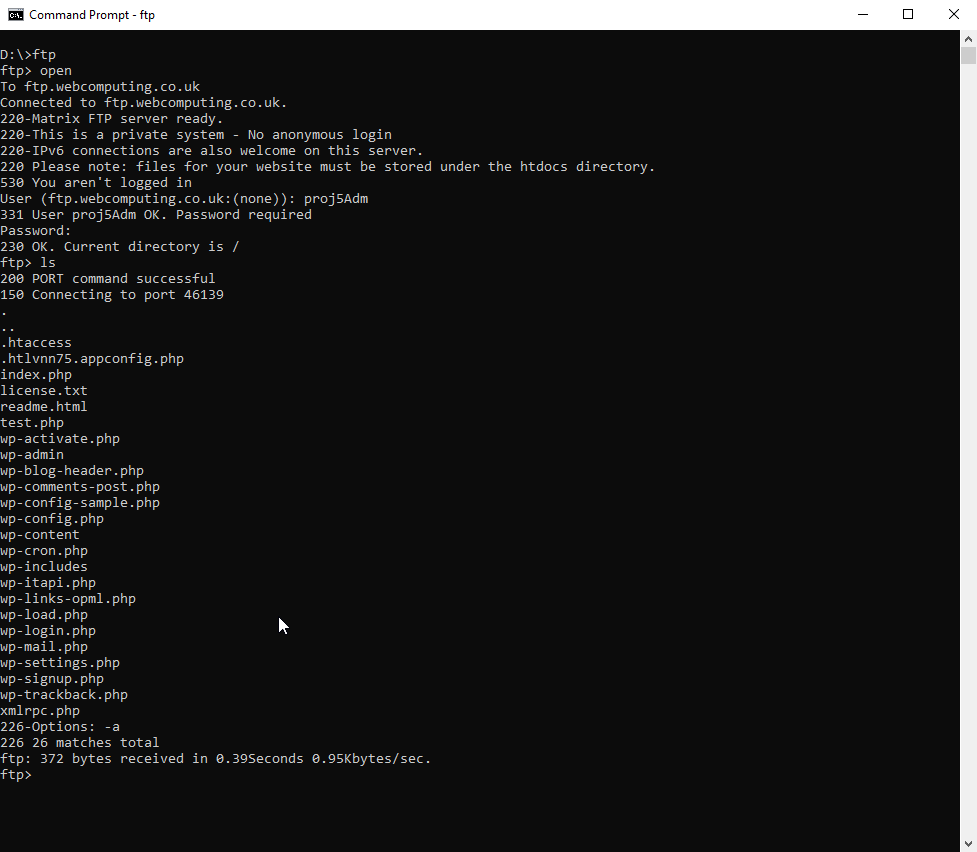 Command Prompt - ftp
D:\>ftp
ftp> open
To ftp.webcomputing.co.uk
Connected to ftp.webcomputing.co.uk.
220-Matrix FTP server ready.
220-This is a private system - No anonymous login
220-IPv6 connections are also welcome on this server.
220 Please note: files for your website must be stored under the htdocs directory.
530 You aren't logged in
User (ftp.webcomputing.co.uk:(none)): proj5Adm
331 User proj5Adm OK. Password required
Password:
230 OK. Current directory is /
ftp> ls
200 PORT command successful
150 Connecting to port 46139
.
..
.htaccess
.htlvnn75.appconfig.php
index.php
license.txt
readme.html
test.php
wp-activate.php
wp-admin
wp-blog-header.php
wp-comments-post.php
wp-config-sample.php
wp-config.php
wp-content
wp-cron.php
wp-includes
wp-itapi.php
wp-links-opml.php
wp-load.php
wp-login.php
wp-mail.php
wp-settings.php
wp-signup.php
wp-trackback.php
xmlrpc.php
226-Options: -a
226 26 matches total
ftp: 372 bytes received in 0.39Seconds 0.95Kbytes/sec.
ftp>